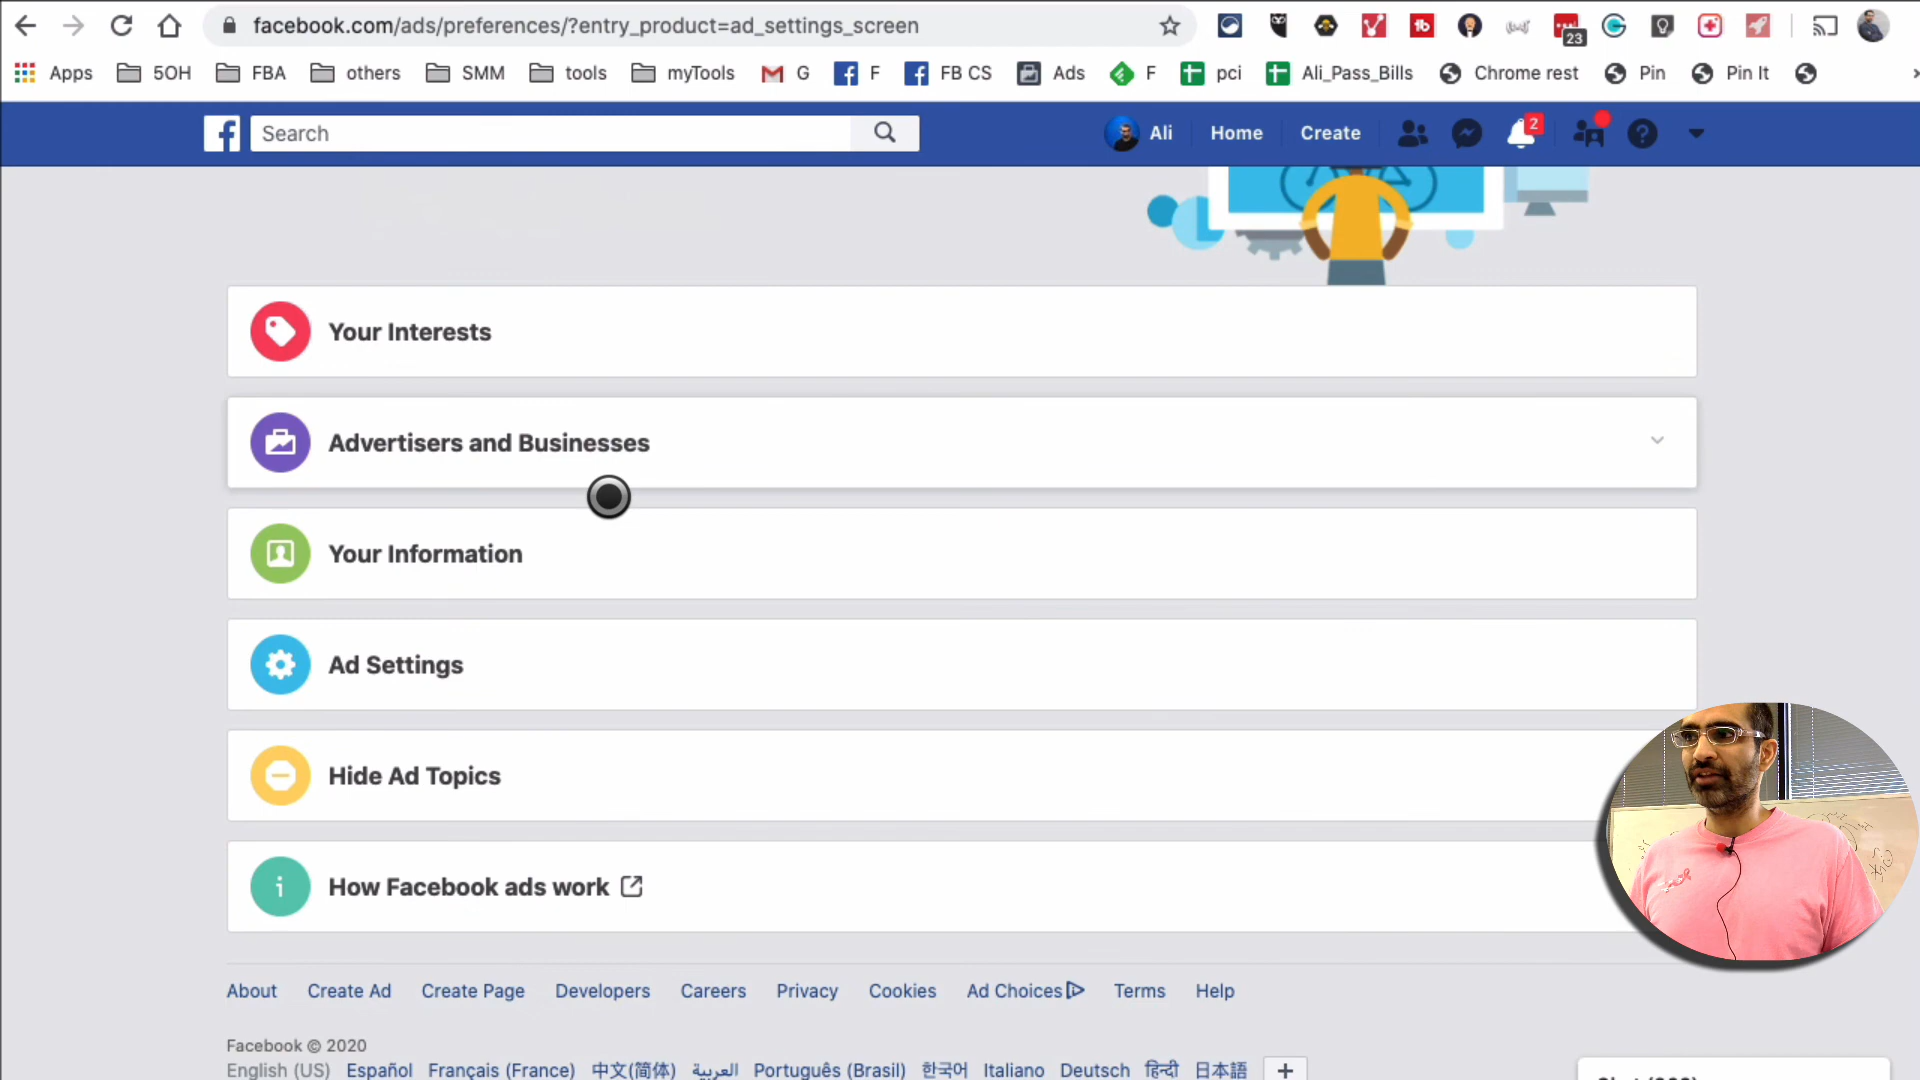 facebook.com/ads/preferences/?entry_product=ad_settings_screen
23
Apps 5OH FBA others SMM tools myTools G F FB CS Ads F pci Ali_Pass_Bills Chrome rest Pin Pin It
Search Ali Home Create 2
Your Interests
Advertisers and Businesses
Your Information
Ad Settings
Hide Ad Topics
How Facebook ads work
About Create Ad Create Page Developers Careers Privacy Cookies Ad Choices Terms Help
Facebook © 2020
English (US) Español Français (France) 中文(简体) العربية Português (Brasil) 한국어 Italiano Deutsch हिन्दी 日本語